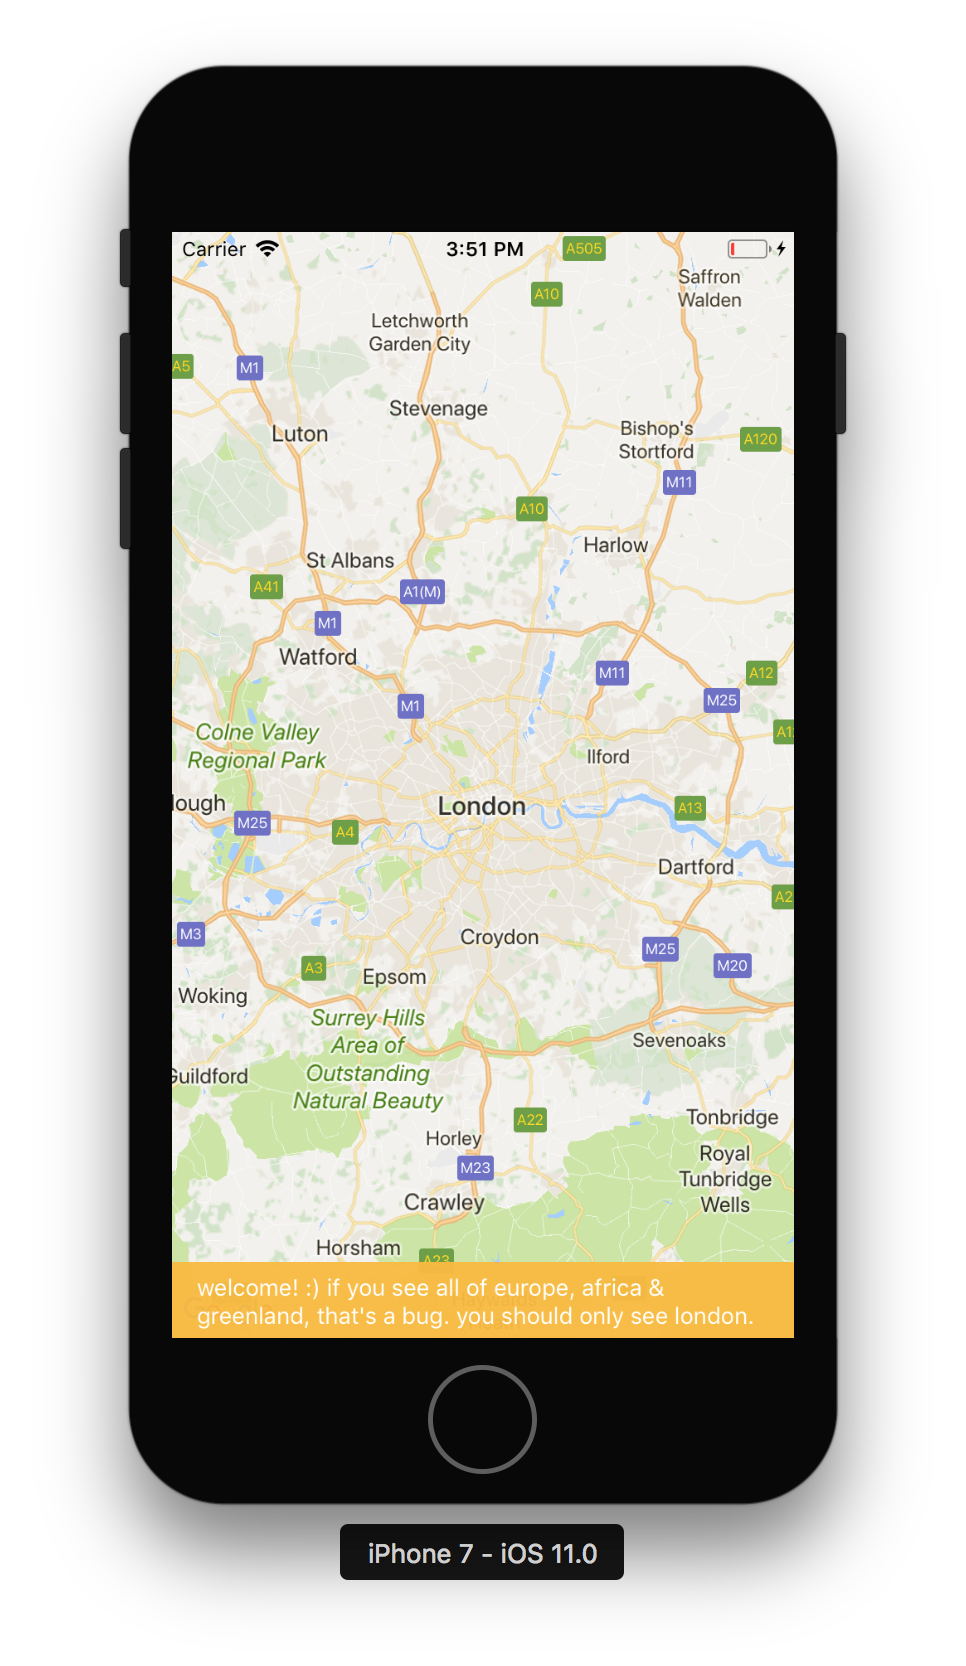 Carrier 3:51 PM
A505
A10
Saffron
Walden
Letchworth
Garden City
A5
M1
Stevenage
Luton
Bishop's
Stortford
A120
M11
A10
Harlow
St Albans
A41
A1(M)
M1
Watford
M11
A12
M25
M1
Colne Valley
Regional Park
Ilford
lough
London
A13
M25
A4
Dartford
A2
M3
Croydon
M25
M20
A3
Epsom
Woking
Surrey Hills
Area of
Outstanding
Natural Beauty
Sevenoaks
Guildford
A22
Tonbridge
Horley
Royal
Tunbridge
Wells
M23
Crawley
Horsham
A23
welcome! :) if you see all of europe, africa &
greenland, that's a bug. you should only see london.
iPhone 7 - iOS 11.0